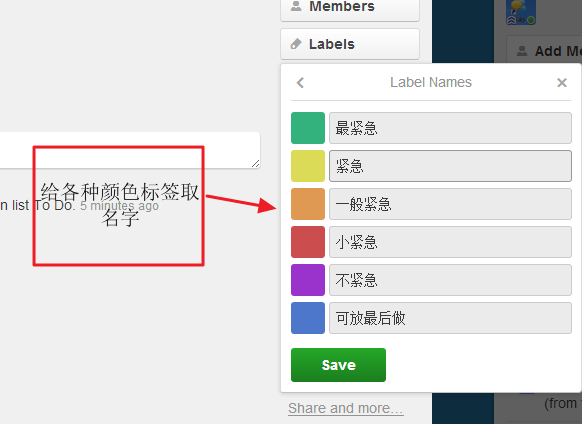 Members
Labels
Add Me
Label Names
最紧急
紧急
给各种颜色标签取
名字
n list To Do. 5 minutes ago
一般紧急
小紧急
不紧急
可放最后做
Save
Share and more...
(from